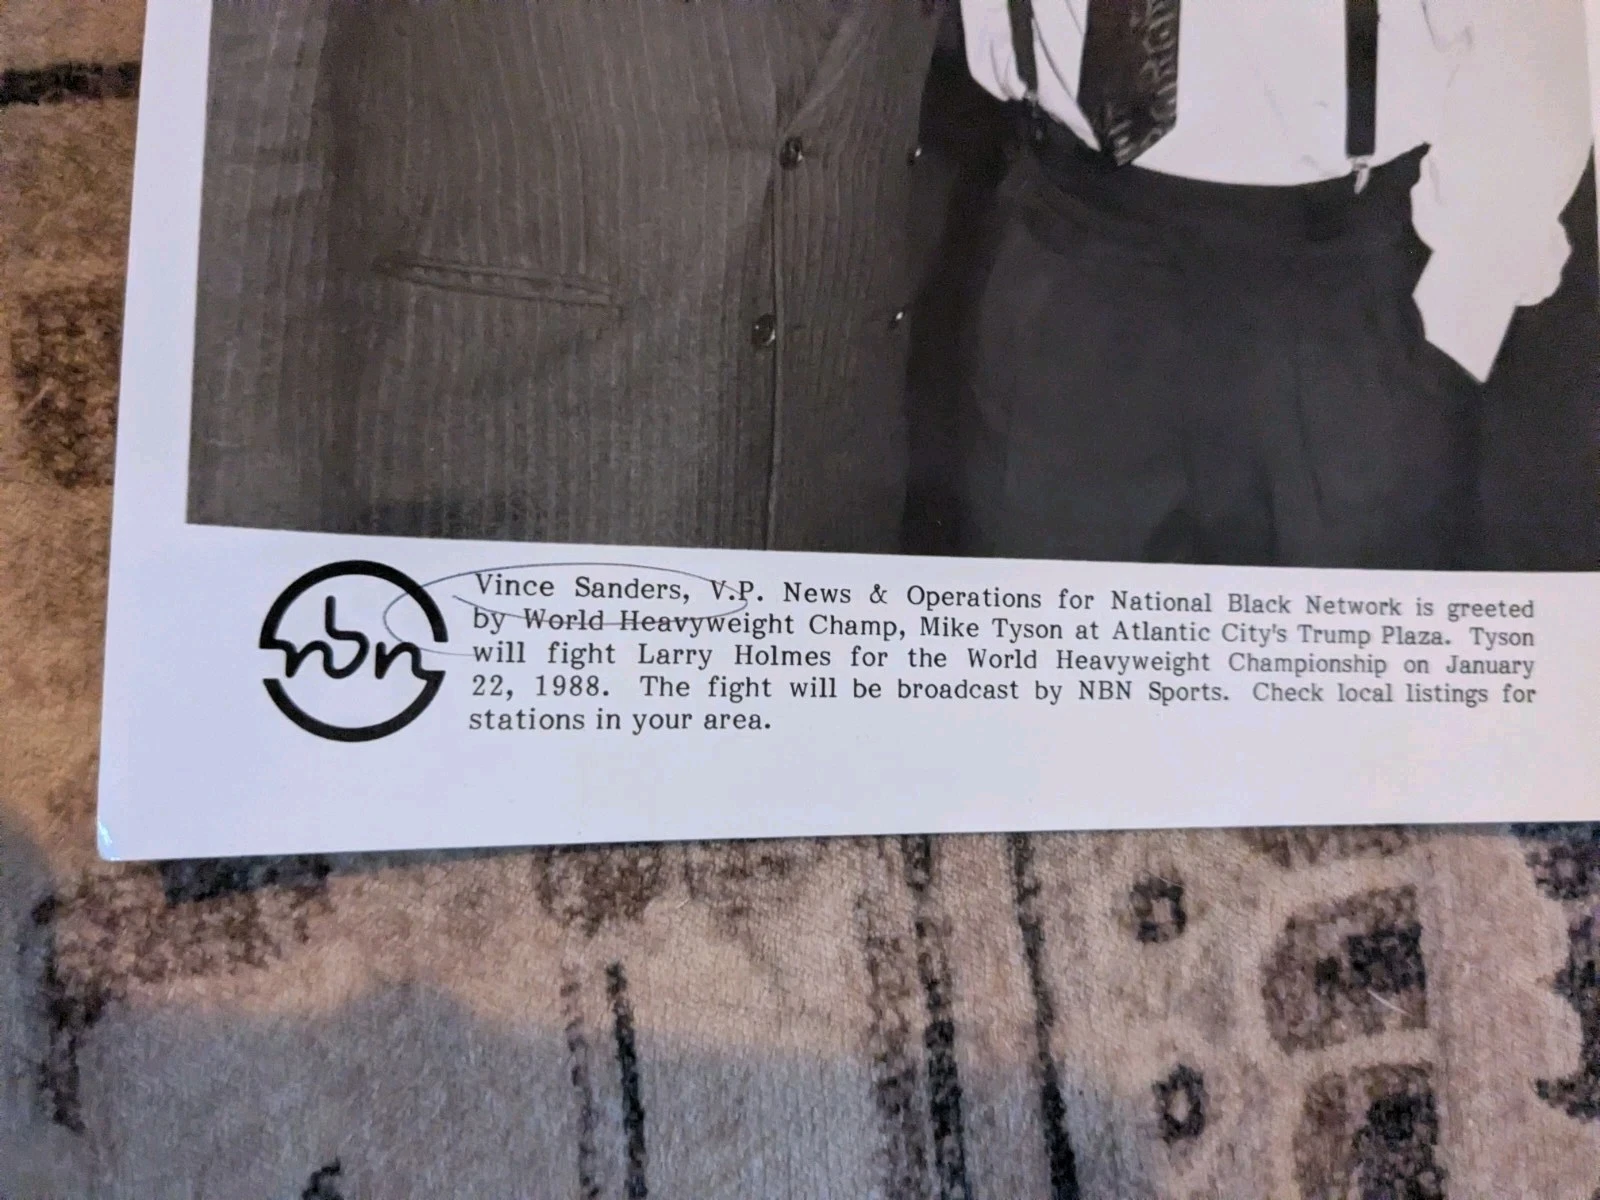 nbn
Vince Sanders, V.P. News & Operations for National Black Network is greeted
by World Heavyweight Champ, Mike Tyson at Atlantic City's Trump Plaza. Tyson
will fight Larry Holmes for the World Heavyweight Championship on January
22, 1988. The fight will be broadcast by NBN Sports. Check local listings for
stations in your area.